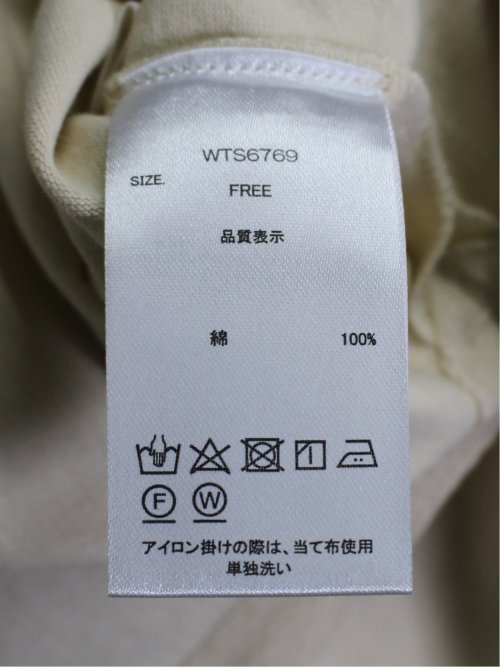 WTS6769
SIZE. FREE
品質表示
綿 100%
F W
アイロン掛けの際は、当て布使用
単独洗い